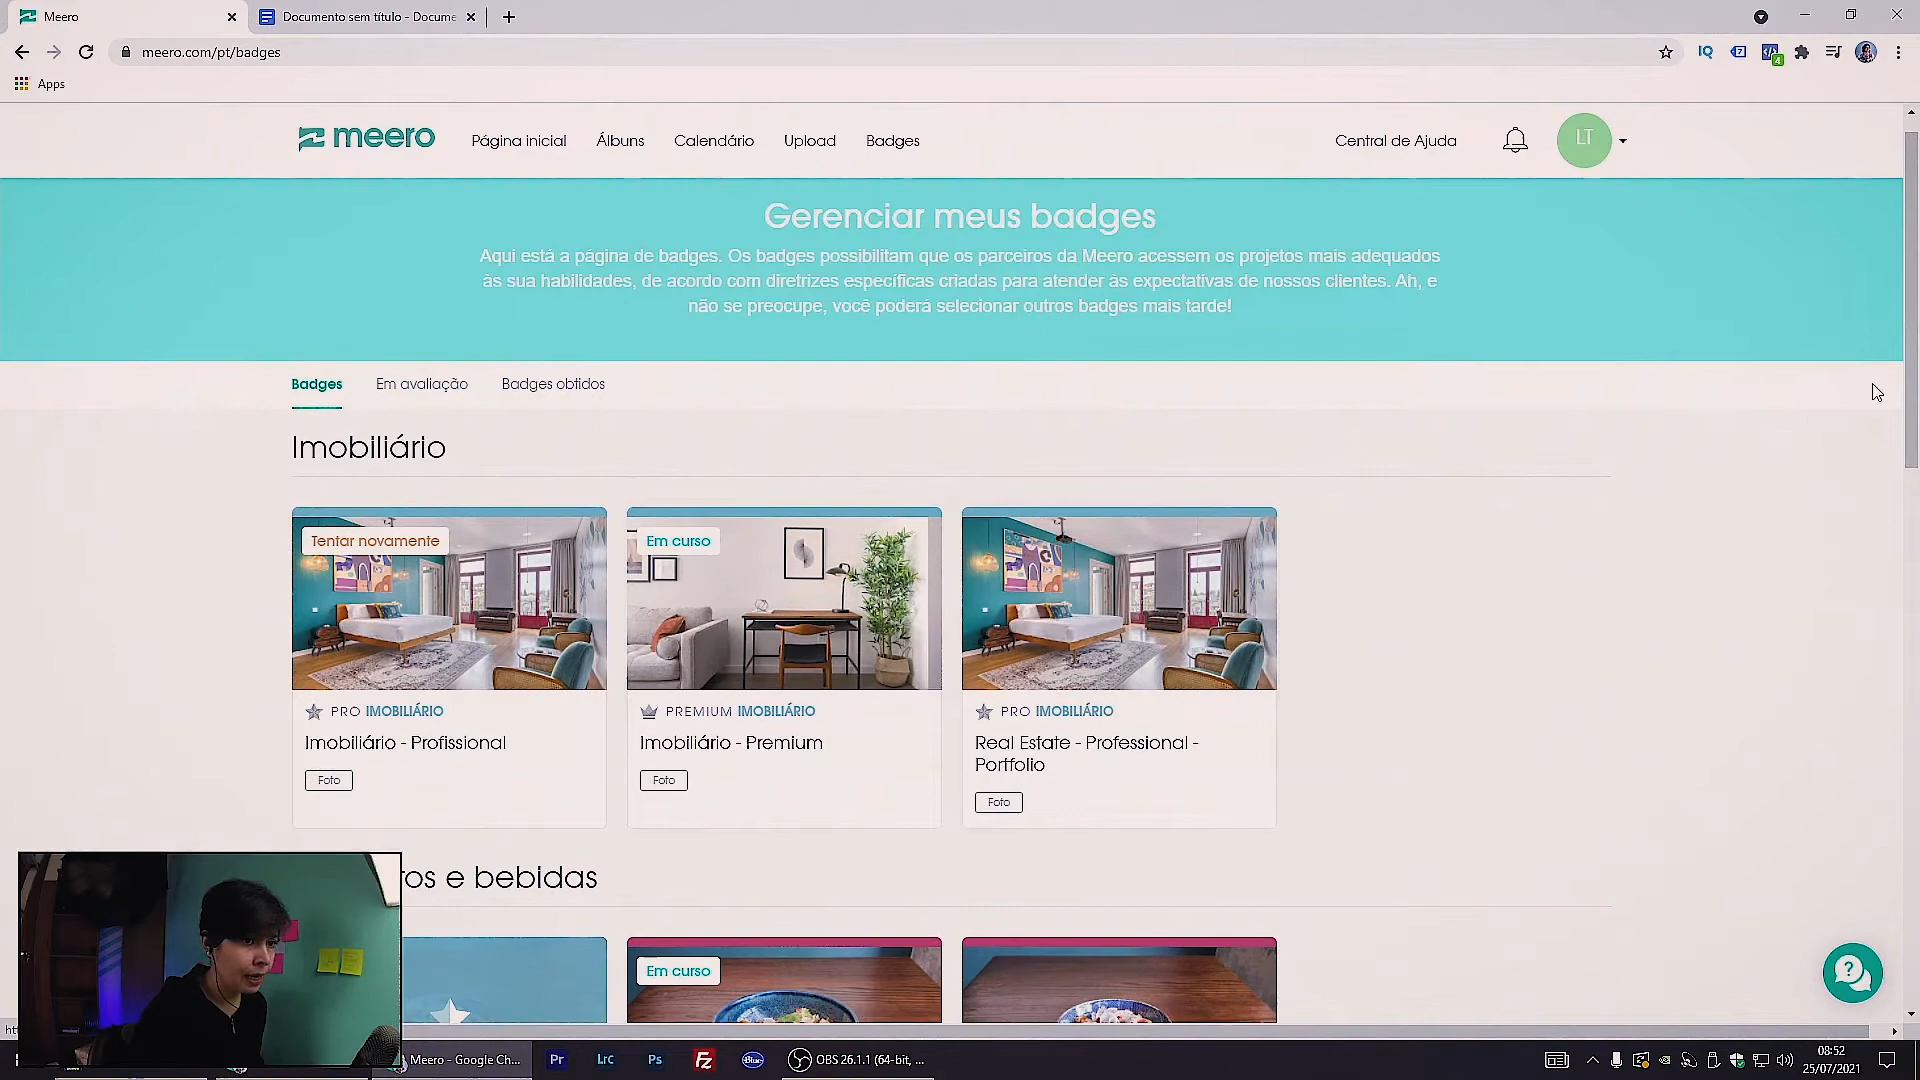 Meero
Documento sem título - Docume
meero.com/pt/badges
Apps
meero
Página inicial
Álbuns
Calendário
Upload
Badges
Central de Ajuda
LT
Gerenciar meus badges
Aqui está a página de badges. Os badges possibilitam que os parceiros da Meero acessem os projetos mais adequados
às sua habilidades, de acordo com diretrizes específicas criadas para atender às expectativas de nossos clientes. Ah, e
não se preocupe, você poderá selecionar outros badges mais tarde!
Badges
Em avaliação
Badges obtidos
Imobiliário
Tentar novamente
Em curso
PRO IMOBILIÁRIO
PREMIUM IMOBILIÁRIO
PRO IMOBILIÁRIO
Imobiliário - Profissional
Imobiliário - Premium
Real Estate - Professional -
Portfolio
Foto
Foto
Foto
os e bebidas
Em curso
Meero - Google Ch...
Pr
Lrc
Ps
FZ
Blue
OBS 26.1.1 (64-bit, ...
08:52
25/07/2021